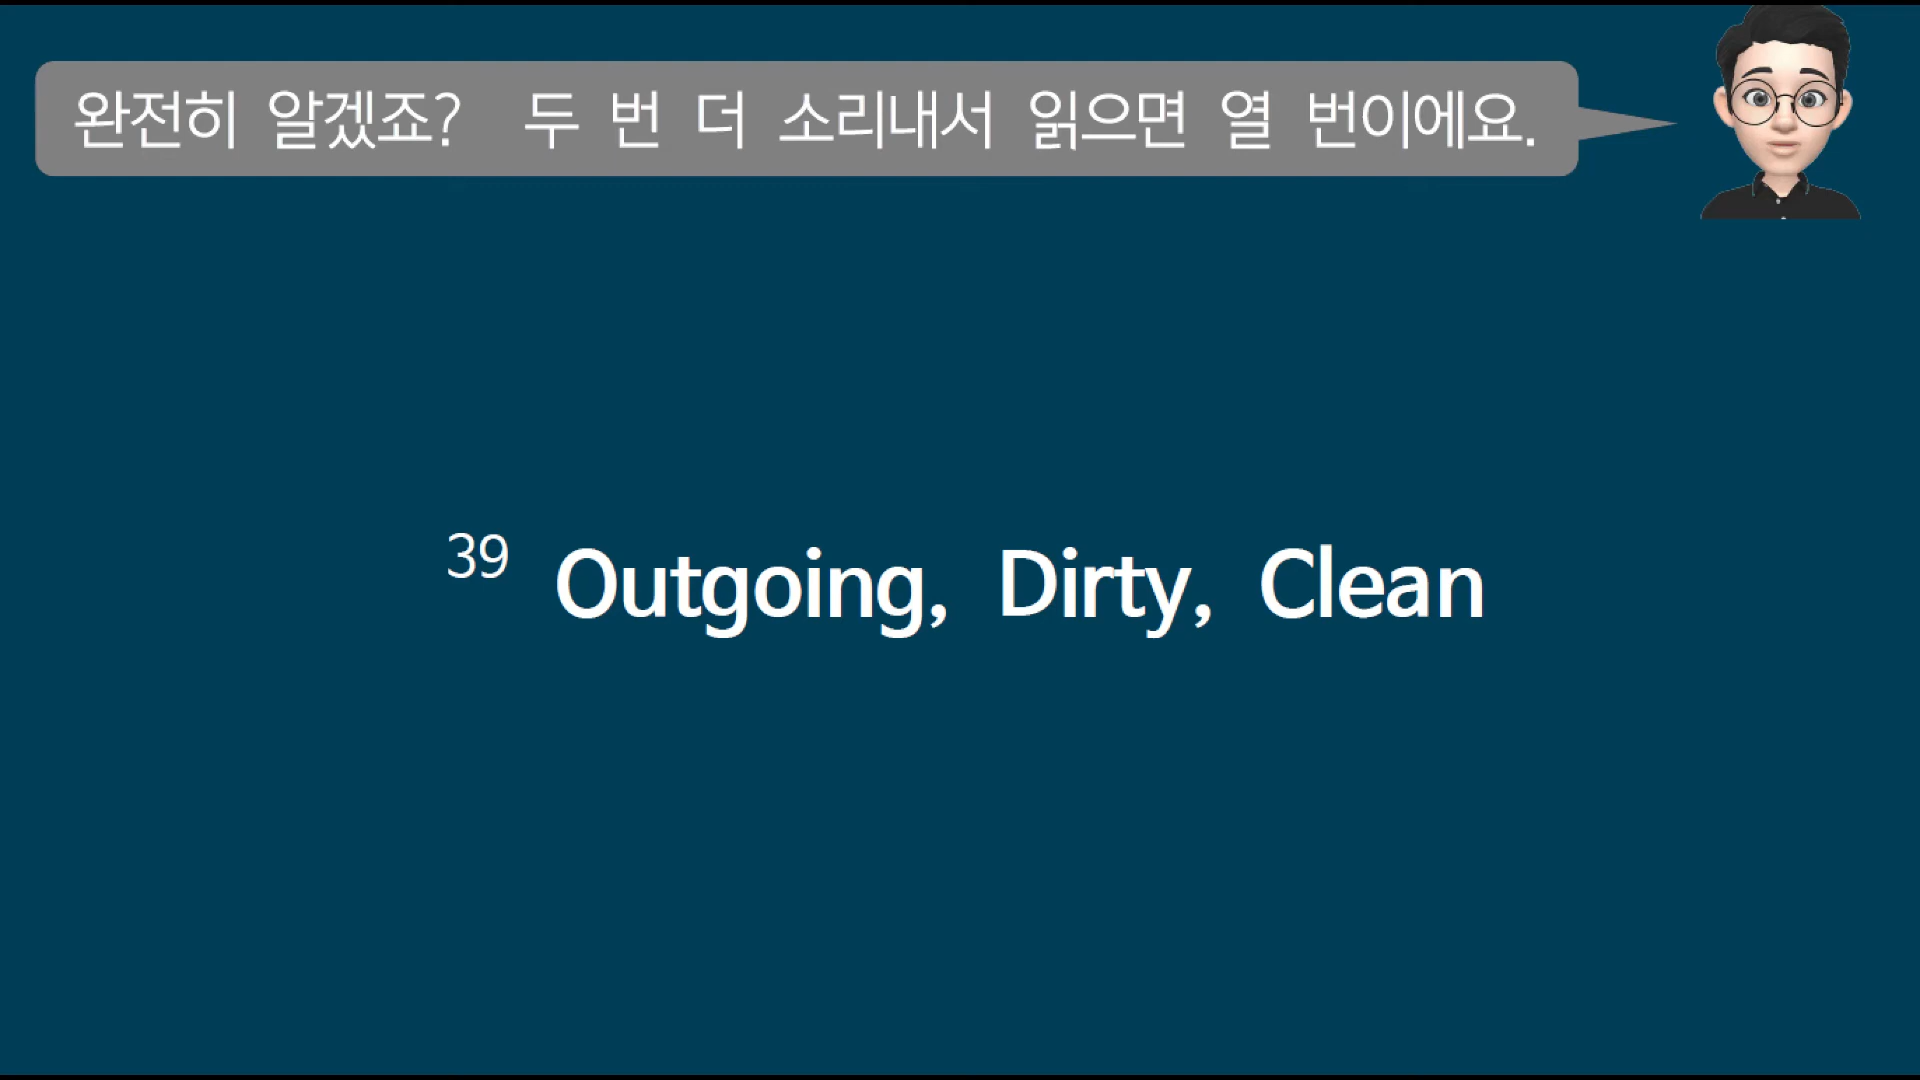 완전히 알겠죠? 두 번 더 소리내서 읽으면 열 번이에요.
39 Outgoing, Dirty, Clean